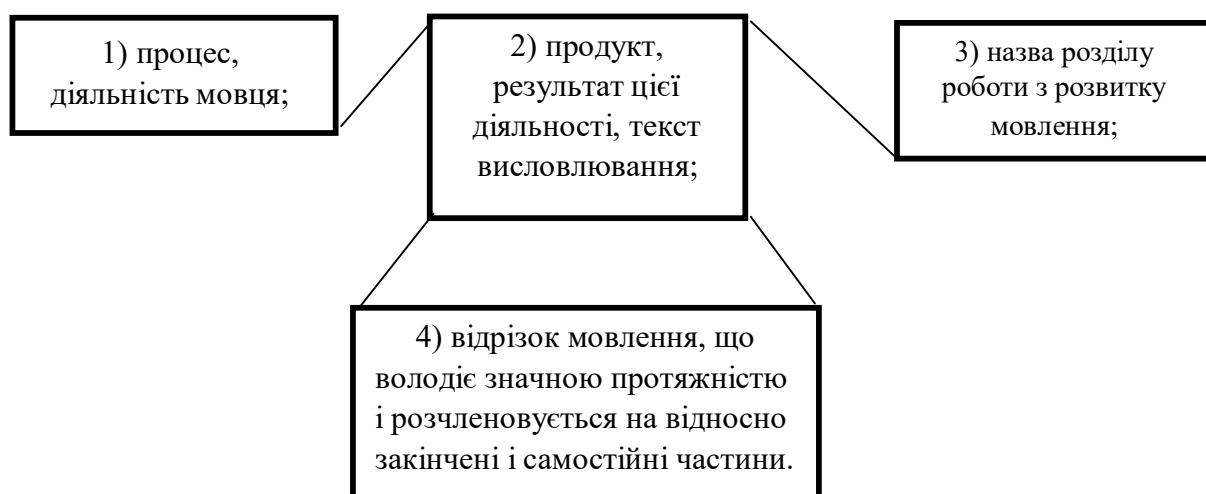 1) процес,
діяльність мовця;
2) продукт,
результат цієї
діяльності, текст
висловлювання;
3) назва розділу
роботи з розвитку
мовлення;
4) відрізок мовлення, що
володіє значною протяжністю
і розчленовується на відносно
закінчені і самостійні частини.